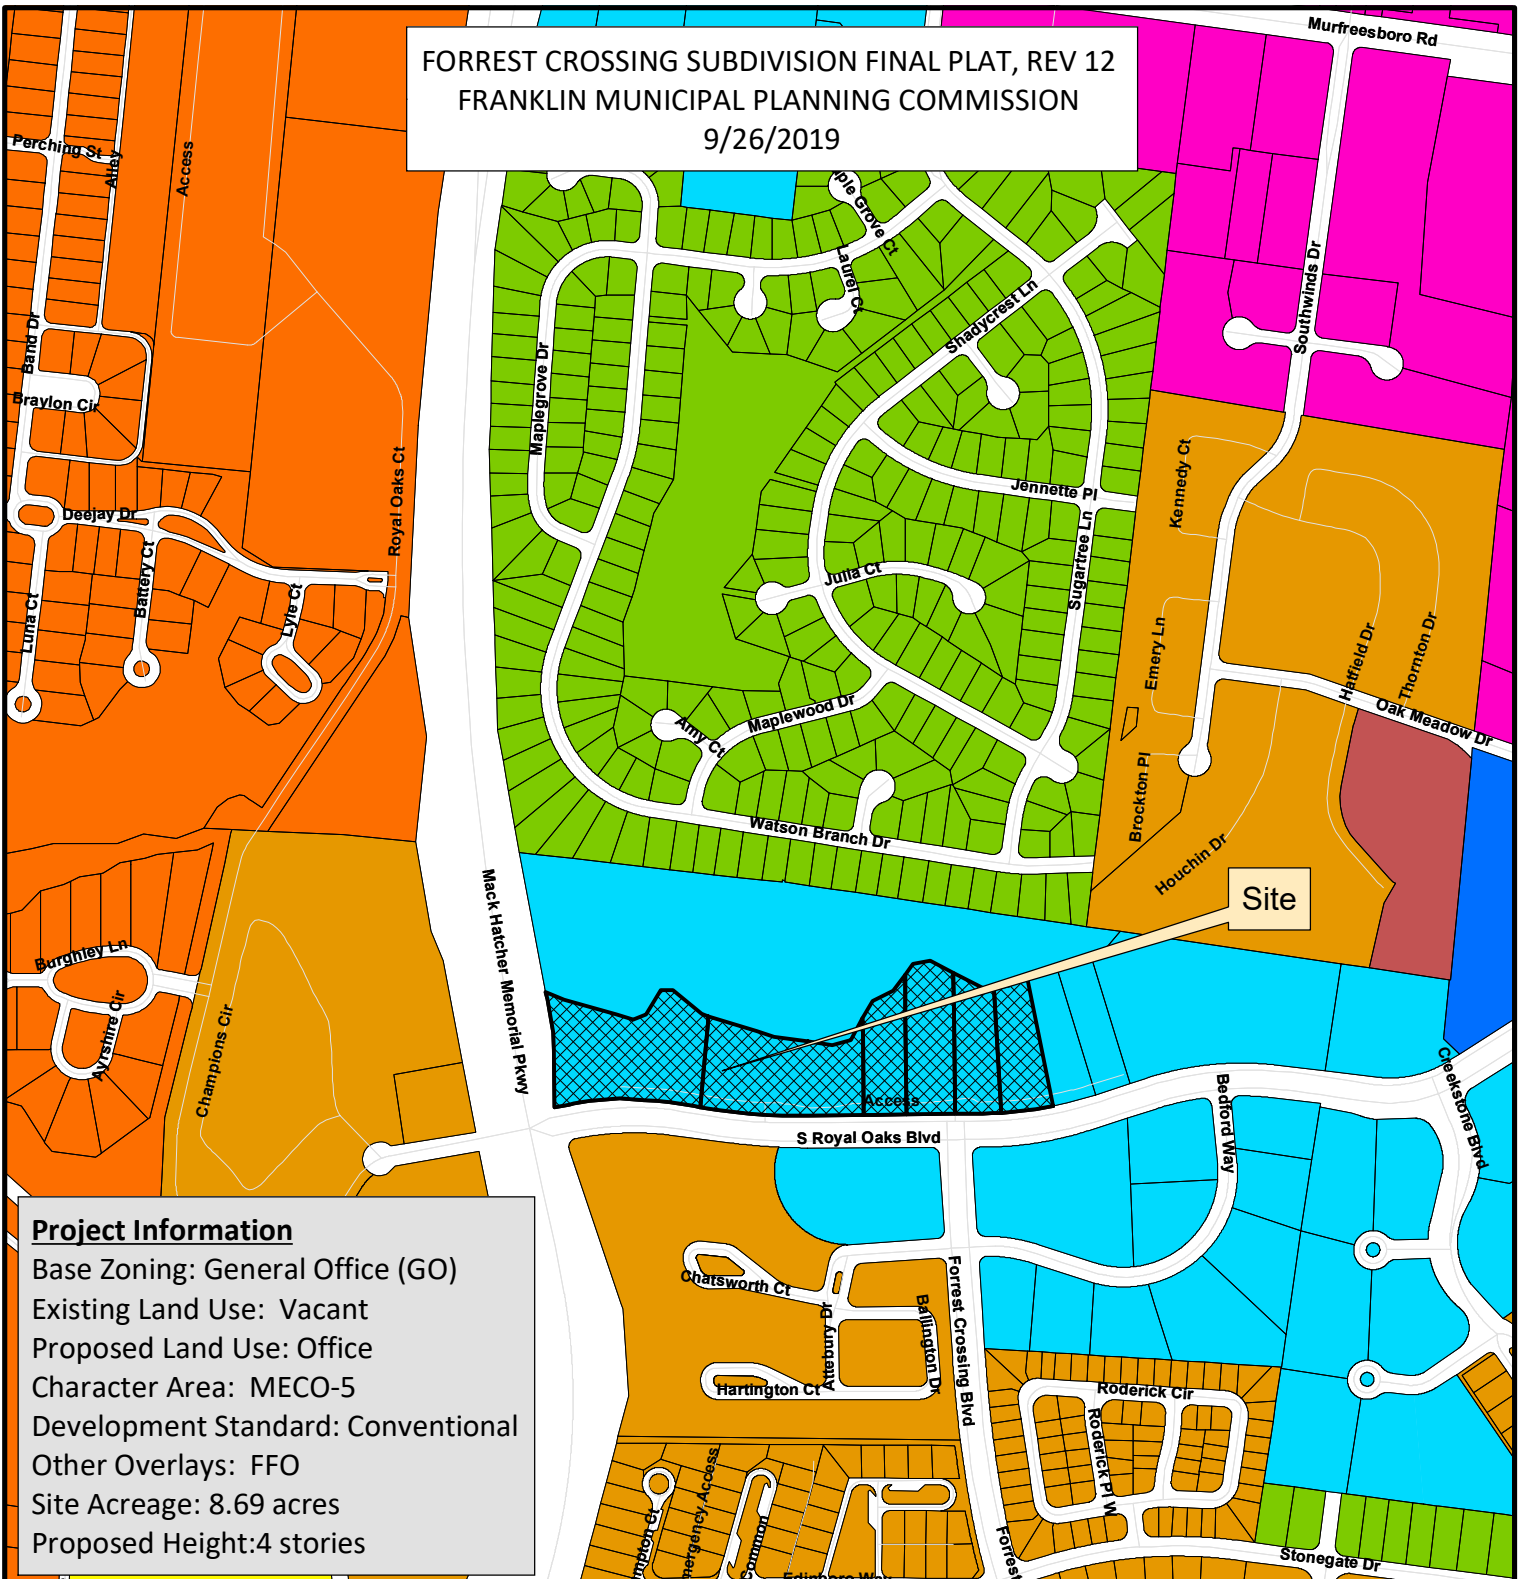 FORREST CROSSING SUBDIVISION FINAL PLAT, REV 12
FRANKLIN MUNICIPAL PLANNING COMMISSION
9/26/2019
Murfreesboro Rd
Perching St
Alley
Access
Grove Ct
Laurel Ct
Shadycrest Ln
Southwinds Dr
Band Dr
Braylon Cir
Maplegrove Dr
Royal Oaks Ct
Kennedy Ct
Jennette Pl
Deejay Dr
Battery Ct
Luna Ct
Lyle Ct
Julia Ct
Sugartree Ln
Emery Ln
Hatfield Dr
Thornton Dr
Oak Meadow Dr
Amy Ct
Maplewood Dr
Brockton Pl
Watson Branch Dr
Houchin Dr
Site
Mack Hatcher Memorial Pkwy
Burghley Ln
Ayrshire Cir
Champions Cir
Access
S Royal Oaks Blvd
Bedford Way
Creekstone Blvd
Chatsworth Ct
Attebury Dr
Ballington Dr
Forrest Crossing Blvd
Hartington Ct
Roderick Cir
Roderick Pl W
Common
Forrest
Stonegate Dr
Project Information
Base Zoning: General Office (GO)
Existing Land Use: Vacant
Proposed Land Use: Office
Character Area: MECO-5
Development Standard: Conventional
Other Overlays: FFO
Site Acreage: 8.69 acres
Proposed Height:4 stories